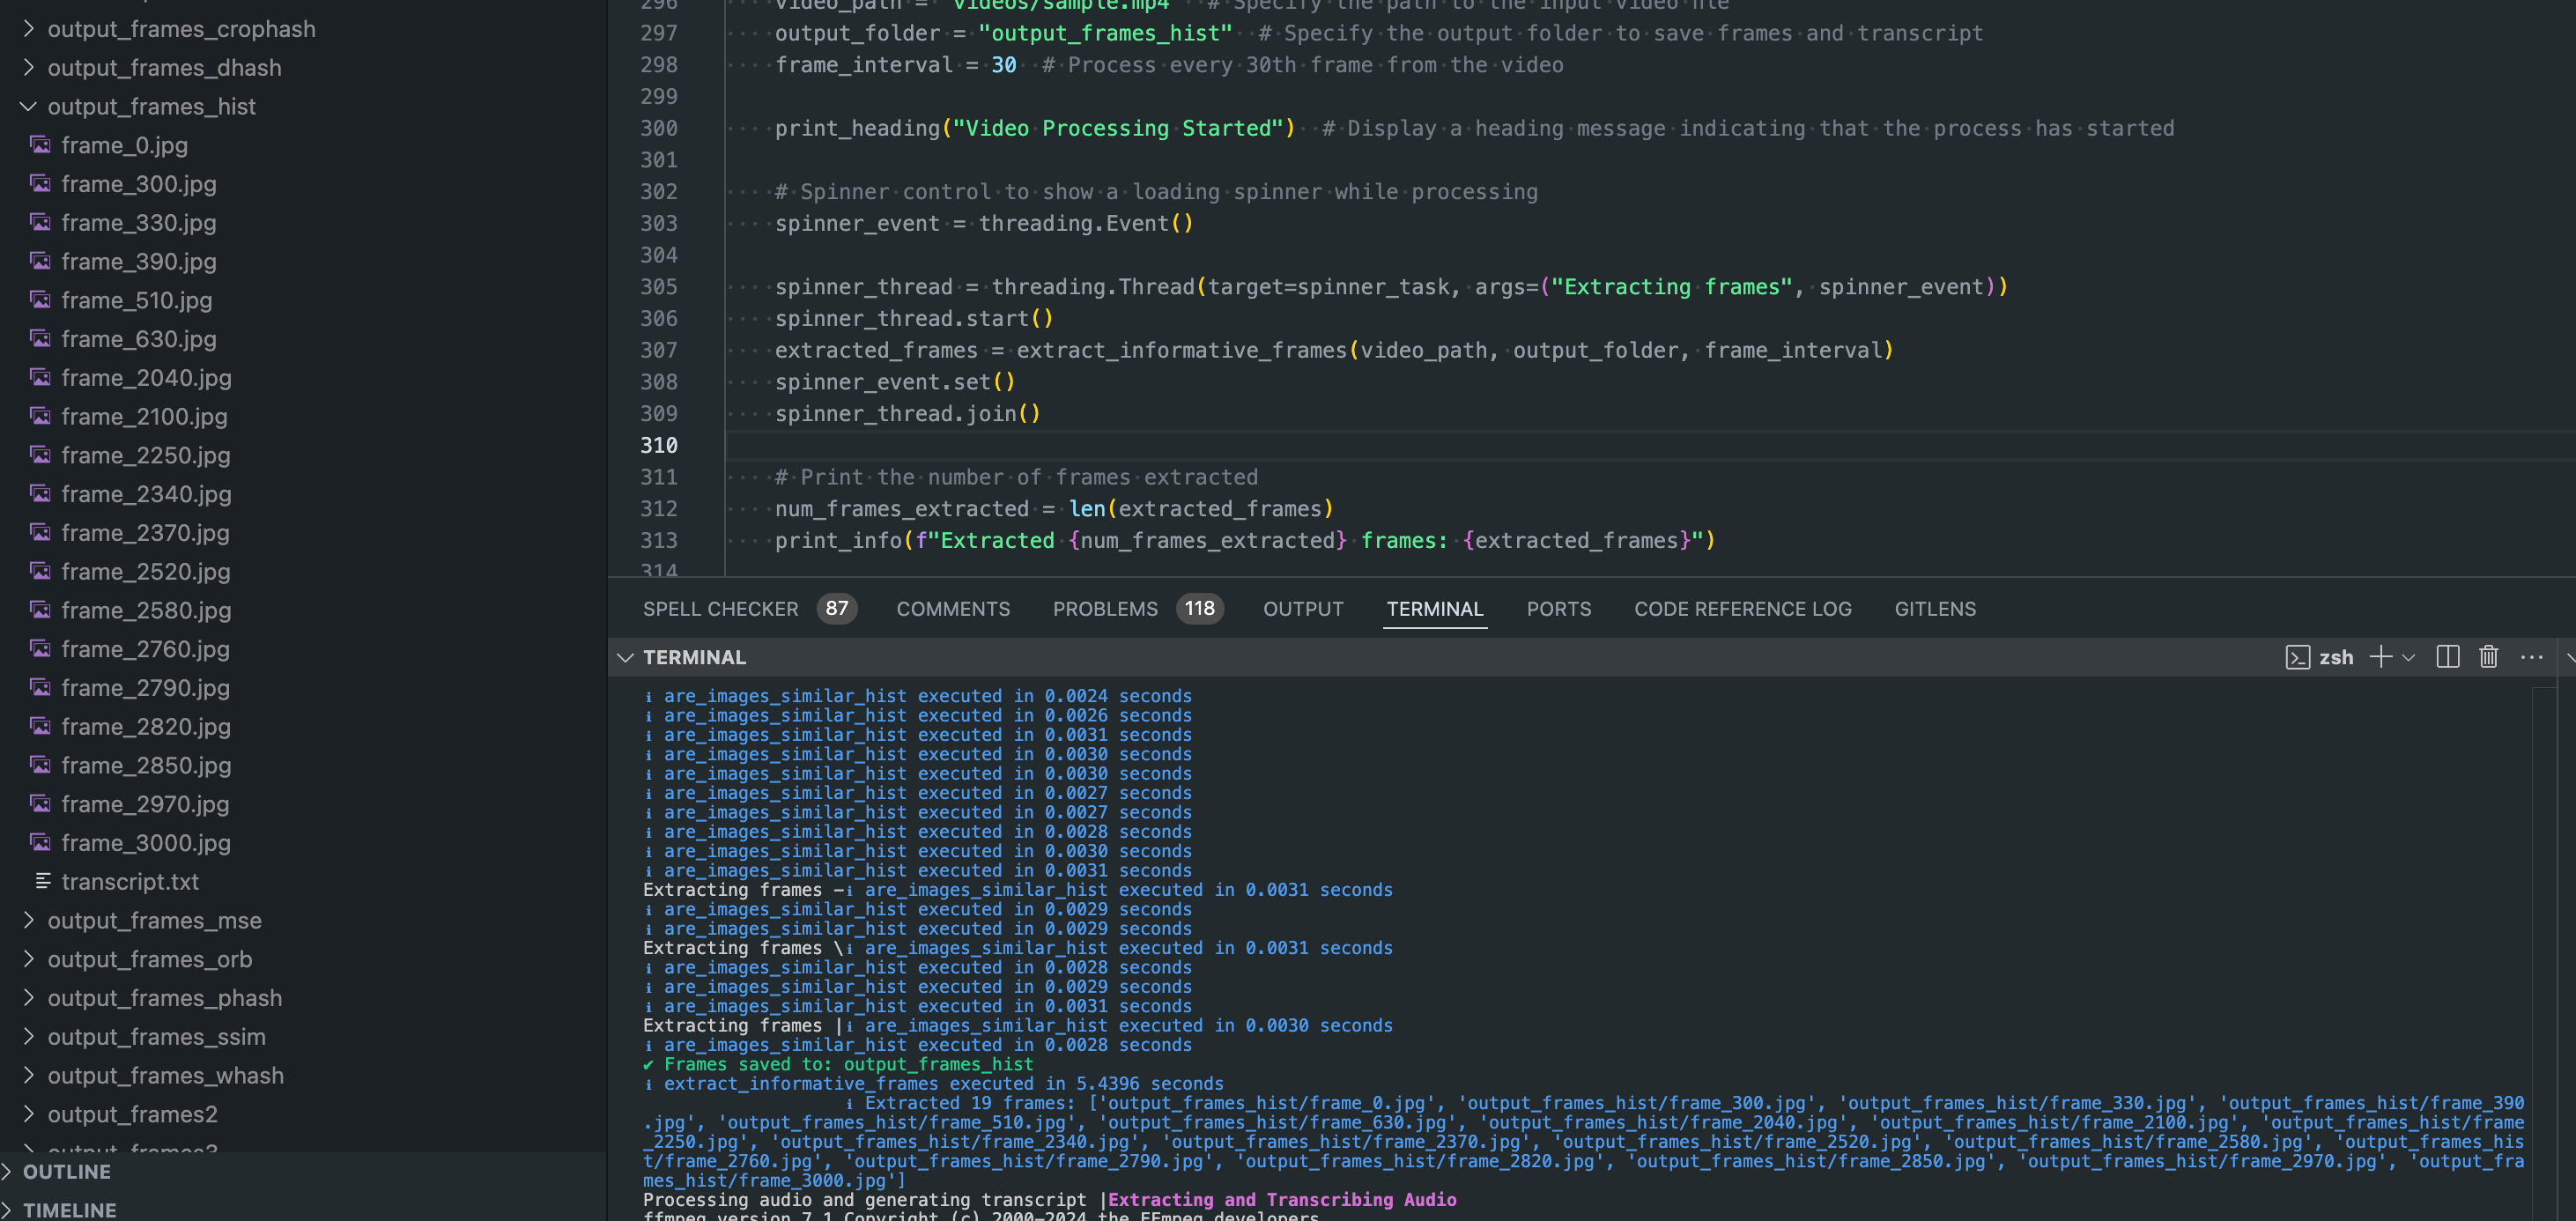 output_frames_crophash
output_frames_dhash
output_frames_hist
frame_0.jpg
frame_300.jpg
frame_330.jpg
frame_390.jpg
frame_510.jpg
frame_630.jpg
frame_2040.jpg
frame_2100.jpg
frame_2250.jpg
frame_2340.jpg
frame_2370.jpg
frame_2520.jpg
frame_2580.jpg
frame_2760.jpg
frame_2790.jpg
frame_2820.jpg
frame_2850.jpg
frame_2970.jpg
frame_3000.jpg
transcript.txt
output_frames_mse
output_frames_orb
output_frames_phash
output_frames_ssim
output_frames_whash
output_frames2
output_frames3
OUTLINE
TIMELINE
296 video_path = "videos/sample.mp4" # Specify the path to the input video file
297 output_folder = "output_frames_hist" # Specify the output folder to save frames and transcript
298 frame_interval = 30 # Process every 30th frame from the video
299
300 print_heading("Video Processing Started") # Display a heading message indicating that the process has started
301
302 # Spinner control to show a loading spinner while processing
303 spinner_event = threading.Event()
304
305 spinner_thread = threading.Thread(target=spinner_task, args=("Extracting frames", spinner_event))
306 spinner_thread.start()
307 extracted_frames = extract_informative_frames(video_path, output_folder, frame_interval)
308 spinner_event.set()
309 spinner_thread.join()
310
311 # Print the number of frames extracted
312 num_frames_extracted = len(extracted_frames)
313 print_info(f"Extracted {num_frames_extracted} frames: {extracted_frames}")
314
SPELL CHECKER 87 COMMENTS PROBLEMS 118 OUTPUT TERMINAL PORTS CODE REFERENCE LOG GITLENS
TERMINAL zsh
ℹ are_images_similar_hist executed in 0.0024 seconds
ℹ are_images_similar_hist executed in 0.0026 seconds
ℹ are_images_similar_hist executed in 0.0031 seconds
ℹ are_images_similar_hist executed in 0.0030 seconds
ℹ are_images_similar_hist executed in 0.0030 seconds
ℹ are_images_similar_hist executed in 0.0027 seconds
ℹ are_images_similar_hist executed in 0.0027 seconds
ℹ are_images_similar_hist executed in 0.0028 seconds
ℹ are_images_similar_hist executed in 0.0030 seconds
ℹ are_images_similar_hist executed in 0.0031 seconds
Extracting frames -ℹ are_images_similar_hist executed in 0.0031 seconds
ℹ are_images_similar_hist executed in 0.0029 seconds
ℹ are_images_similar_hist executed in 0.0029 seconds
Extracting frames \ℹ are_images_similar_hist executed in 0.0031 seconds
ℹ are_images_similar_hist executed in 0.0028 seconds
ℹ are_images_similar_hist executed in 0.0029 seconds
ℹ are_images_similar_hist executed in 0.0031 seconds
Extracting frames |ℹ are_images_similar_hist executed in 0.0030 seconds
ℹ are_images_similar_hist executed in 0.0028 seconds
✔ Frames saved to: output_frames_hist
ℹ extract_informative_frames executed in 5.4396 seconds
ℹ Extracted 19 frames: ['output_frames_hist/frame_0.jpg', 'output_frames_hist/frame_300.jpg', 'output_frames_hist/frame_330.jpg', 'output_frames_hist/frame_390
.jpg', 'output_frames_hist/frame_510.jpg', 'output_frames_hist/frame_630.jpg', 'output_frames_hist/frame_2040.jpg', 'output_frames_hist/frame_2100.jpg', 'output_frames_hist/frame
_2250.jpg', 'output_frames_hist/frame_2340.jpg', 'output_frames_hist/frame_2370.jpg', 'output_frames_hist/frame_2520.jpg', 'output_frames_hist/frame_2580.jpg', 'output_frames_his
t/frame_2760.jpg', 'output_frames_hist/frame_2790.jpg', 'output_frames_hist/frame_2820.jpg', 'output_frames_hist/frame_2850.jpg', 'output_frames_hist/frame_2970.jpg', 'output_fra
mes_hist/frame_3000.jpg']
Processing audio and generating transcript |Extracting and Transcribing Audio
ffmpeg version 7.1 Copyright (c) 2000-2024 the FFmpeg developers